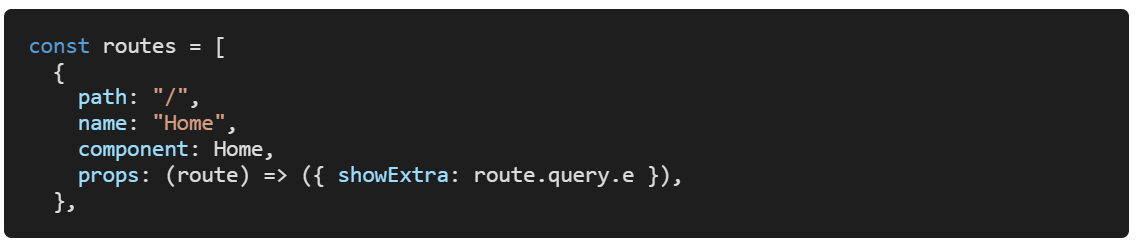 const routes = [
  {
    path: "/",
    name: "Home",
    component: Home,
    props: (route) => ({ showExtra: route.query.e }),
  },